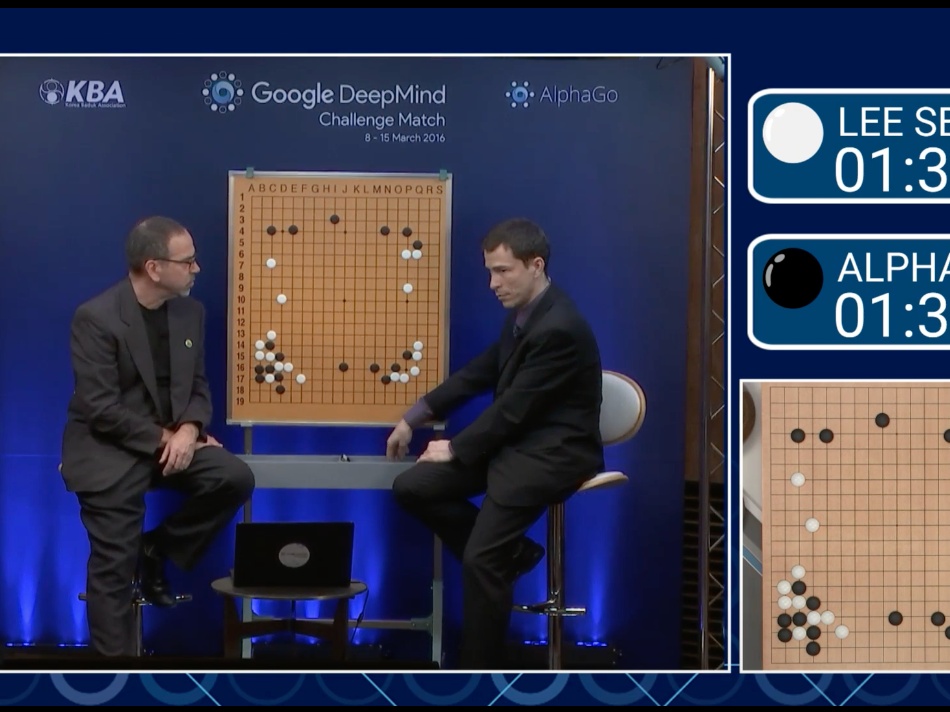 KBA
Korea Baduk Association
Google DeepMind
Challenge Match
8 - 15 March 2016
AlphaGo
A B C D E F G H I J K L M N O P Q R S
1
2
3
4
5
6
7
8
9
10
11
12
13
14
15
16
17
18
19
LEE SE
01:3
ALPHA
01:3